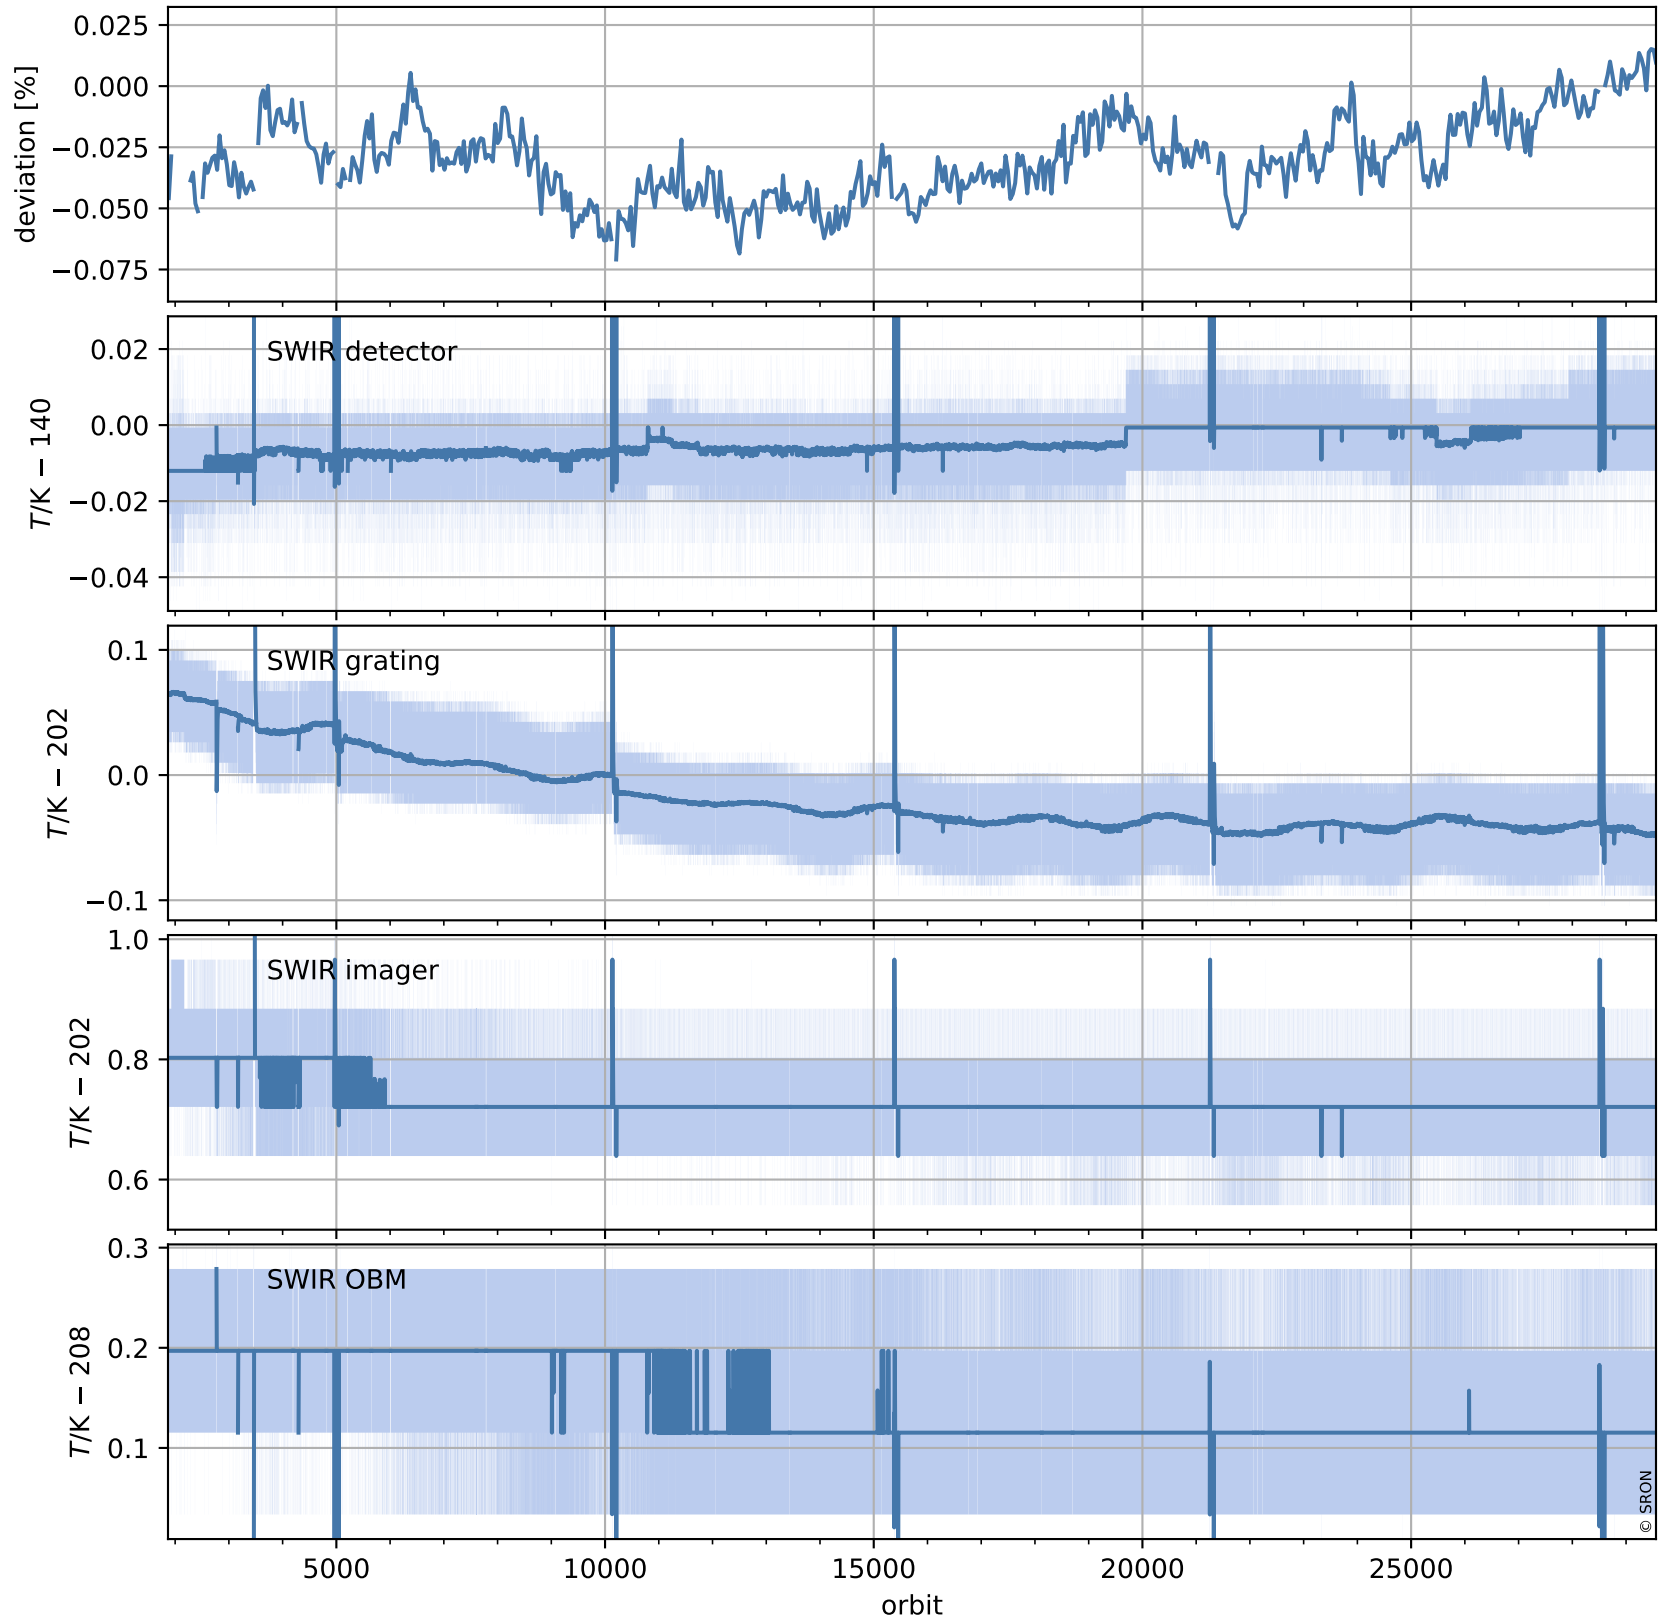 0.025
0.000
−0.025
−0.050
−0.075
deviation [%]
SWIR detector
0.02
0.00
−0.02
−0.04
T/K − 140
SWIR grating
0.1
0.0
−0.1
T/K − 202
SWIR imager
1.0
0.8
0.6
T/K − 202
SWIR OBM
0.3
0.2
0.1
T/K − 208
© SRON
5000 10000 15000 20000 25000
orbit